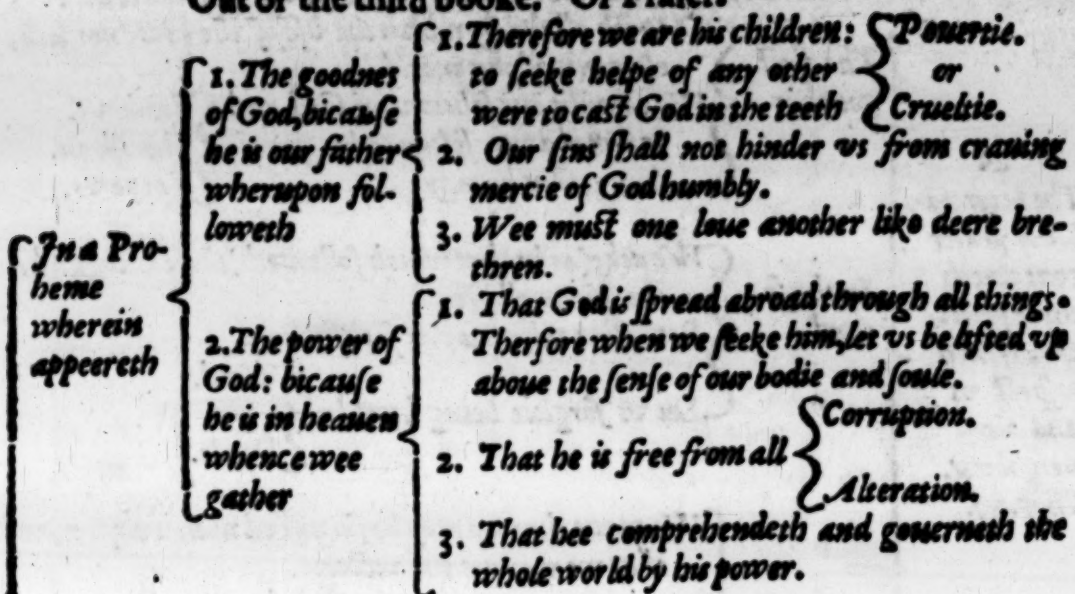 Out of the third Booke. Of Praier.
In a Pro-
heme
wherein
appeereth
1. The goodnes
of God, bicauſe
he is our father
wherupon fol-
loweth
1. Therefore we are his children:
to ſeeke helpe of any other
were to caſt God in the teeth
Pouertie.
or
Crueltie.
2. Our ſins ſhall not hinder vs from crauing
mercie of God humbly.
3. Wee muſt one loue another like deere bre-
thren.
2. The power of
God: bicauſe
he is in heauen
whence wee
gather
1. That God is ſpread abroad through all things.
Therfore when we ſeeke him, let vs be lifted vp
aboue the ſenſe of our bodie and ſoule.
2. That he is free from all
Corruption.
Alteration.
3. That hee comprehendeth and gouerneth the
whole world by his power.